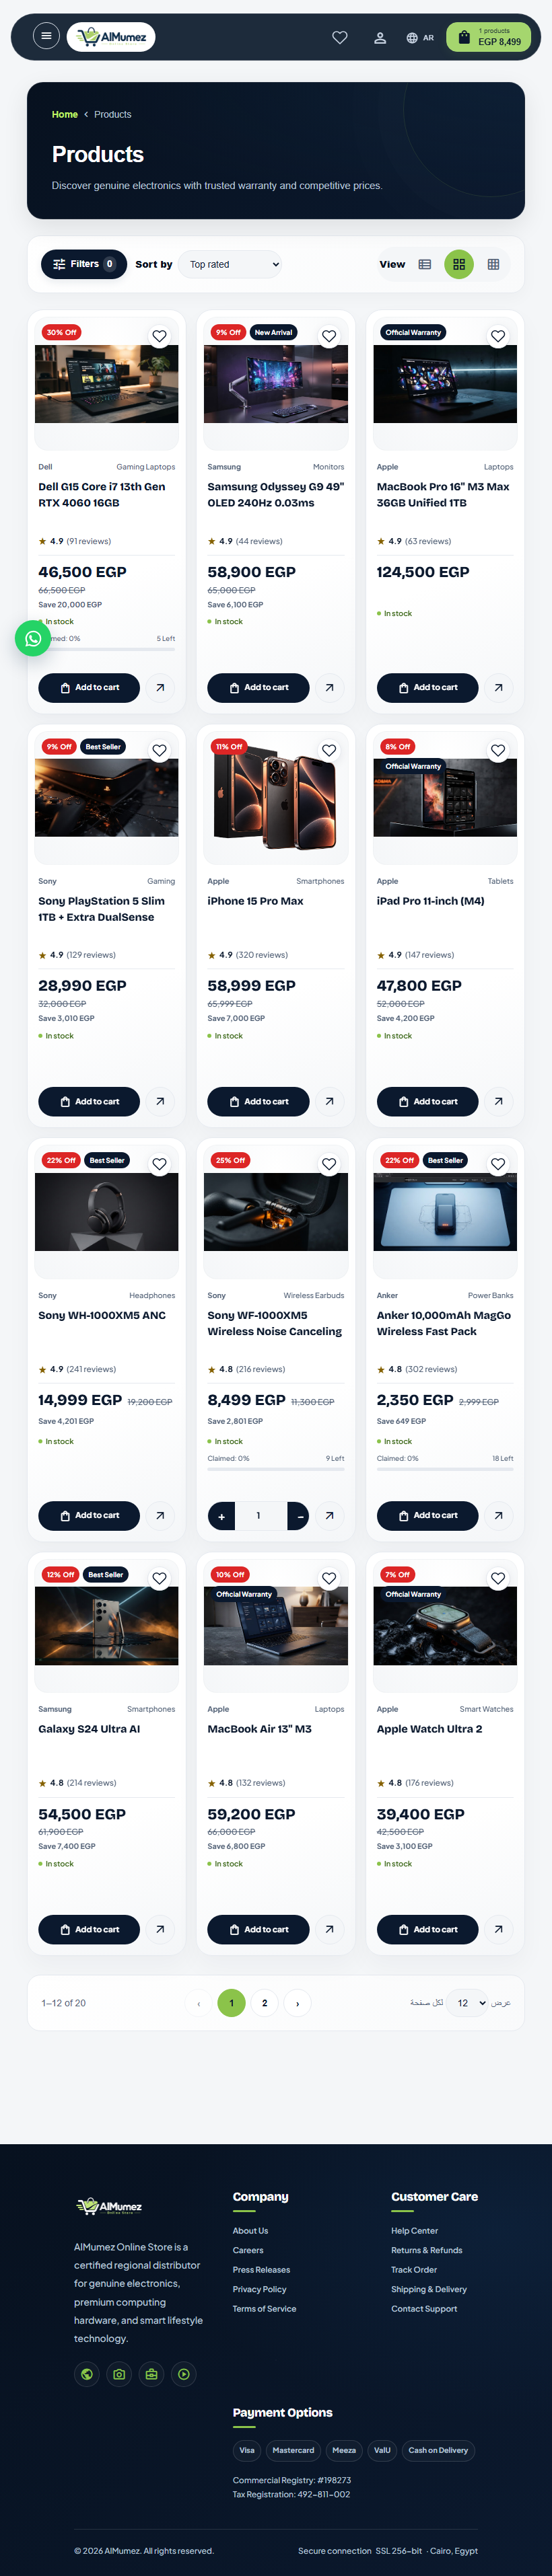 AlMumez
AR
1 products
EGP 8,499
Home ‹ Products
Products
Discover genuine electronics with trusted warranty and competitive prices.
Filters 0
Sort by
Top rated
View
30% Off
9% Off New Arrival
Official Warranty
Dell Gaming Laptops
Dell G15 Core i7 13th Gen
RTX 4060 16GB
★ 4.9 (91 reviews)
46,500 EGP
66,500 EGP
Save 20,000 EGP
In stock
imed: 0% 5 Left
Add to cart
Samsung Monitors
Samsung Odyssey G9 49"
OLED 240Hz 0.03ms
★ 4.9 (44 reviews)
58,900 EGP
65,000 EGP
Save 6,100 EGP
In stock
Add to cart
Apple Laptops
MacBook Pro 16" M3 Max
36GB Unified 1TB
★ 4.9 (63 reviews)
124,500 EGP
In stock
Add to cart
9% Off Best Seller
Sony Gaming
Sony PlayStation 5 Slim
1TB + Extra DualSense
★ 4.9 (129 reviews)
28,990 EGP
32,000 EGP
Save 3,010 EGP
In stock
Add to cart
11% Off
Apple Smartphones
iPhone 15 Pro Max
★ 4.9 (320 reviews)
58,999 EGP
65,999 EGP
Save 7,000 EGP
In stock
Add to cart
8% Off
Official Warranty
Apple Tablets
iPad Pro 11-inch (M4)
★ 4.9 (147 reviews)
47,800 EGP
52,000 EGP
Save 4,200 EGP
In stock
Add to cart
22% Off Best Seller
Sony Headphones
Sony WH-1000XM5 ANC
★ 4.9 (241 reviews)
14,999 EGP 19,200 EGP
Save 4,201 EGP
In stock
Add to cart
25% Off
Sony Wireless Earbuds
Sony WF-1000XM5
Wireless Noise Canceling
★ 4.8 (216 reviews)
8,499 EGP 11,300 EGP
Save 2,801 EGP
In stock
Claimed: 0% 9 Left
+ 1 −
22% Off Best Seller
Anker Power Banks
Anker 10,000mAh MagGo
Wireless Fast Pack
★ 4.8 (302 reviews)
2,350 EGP 2,999 EGP
Save 649 EGP
In stock
Claimed: 0% 18 Left
Add to cart
12% Off Best Seller
Samsung Smartphones
Galaxy S24 Ultra AI
★ 4.8 (214 reviews)
54,500 EGP
61,900 EGP
Save 7,400 EGP
In stock
Add to cart
10% Off
Official Warranty
Apple Laptops
MacBook Air 13" M3
★ 4.8 (132 reviews)
59,200 EGP
66,000 EGP
Save 6,800 EGP
In stock
Add to cart
7% Off
Official Warranty
Apple Smart Watches
Apple Watch Ultra 2
★ 4.8 (176 reviews)
39,400 EGP
42,500 EGP
Save 3,100 EGP
In stock
Add to cart
1–12 of 20
‹ 1 2 ›
عرض 12 لكل صفحة
AlMumez
AlMumez Online Store is a
certified regional distributor
for genuine electronics,
premium computing
hardware, and smart lifestyle
technology.
Company
About Us
Careers
Press Releases
Privacy Policy
Terms of Service
Customer Care
Help Center
Returns & Refunds
Track Order
Shipping & Delivery
Contact Support
Payment Options
Visa Mastercard Meeza ValU Cash on Delivery
Commercial Registry: #198273
Tax Registration: 492-811-002
© 2026 AlMumez. All rights reserved.
Secure connection SSL 256-bit · Cairo, Egypt